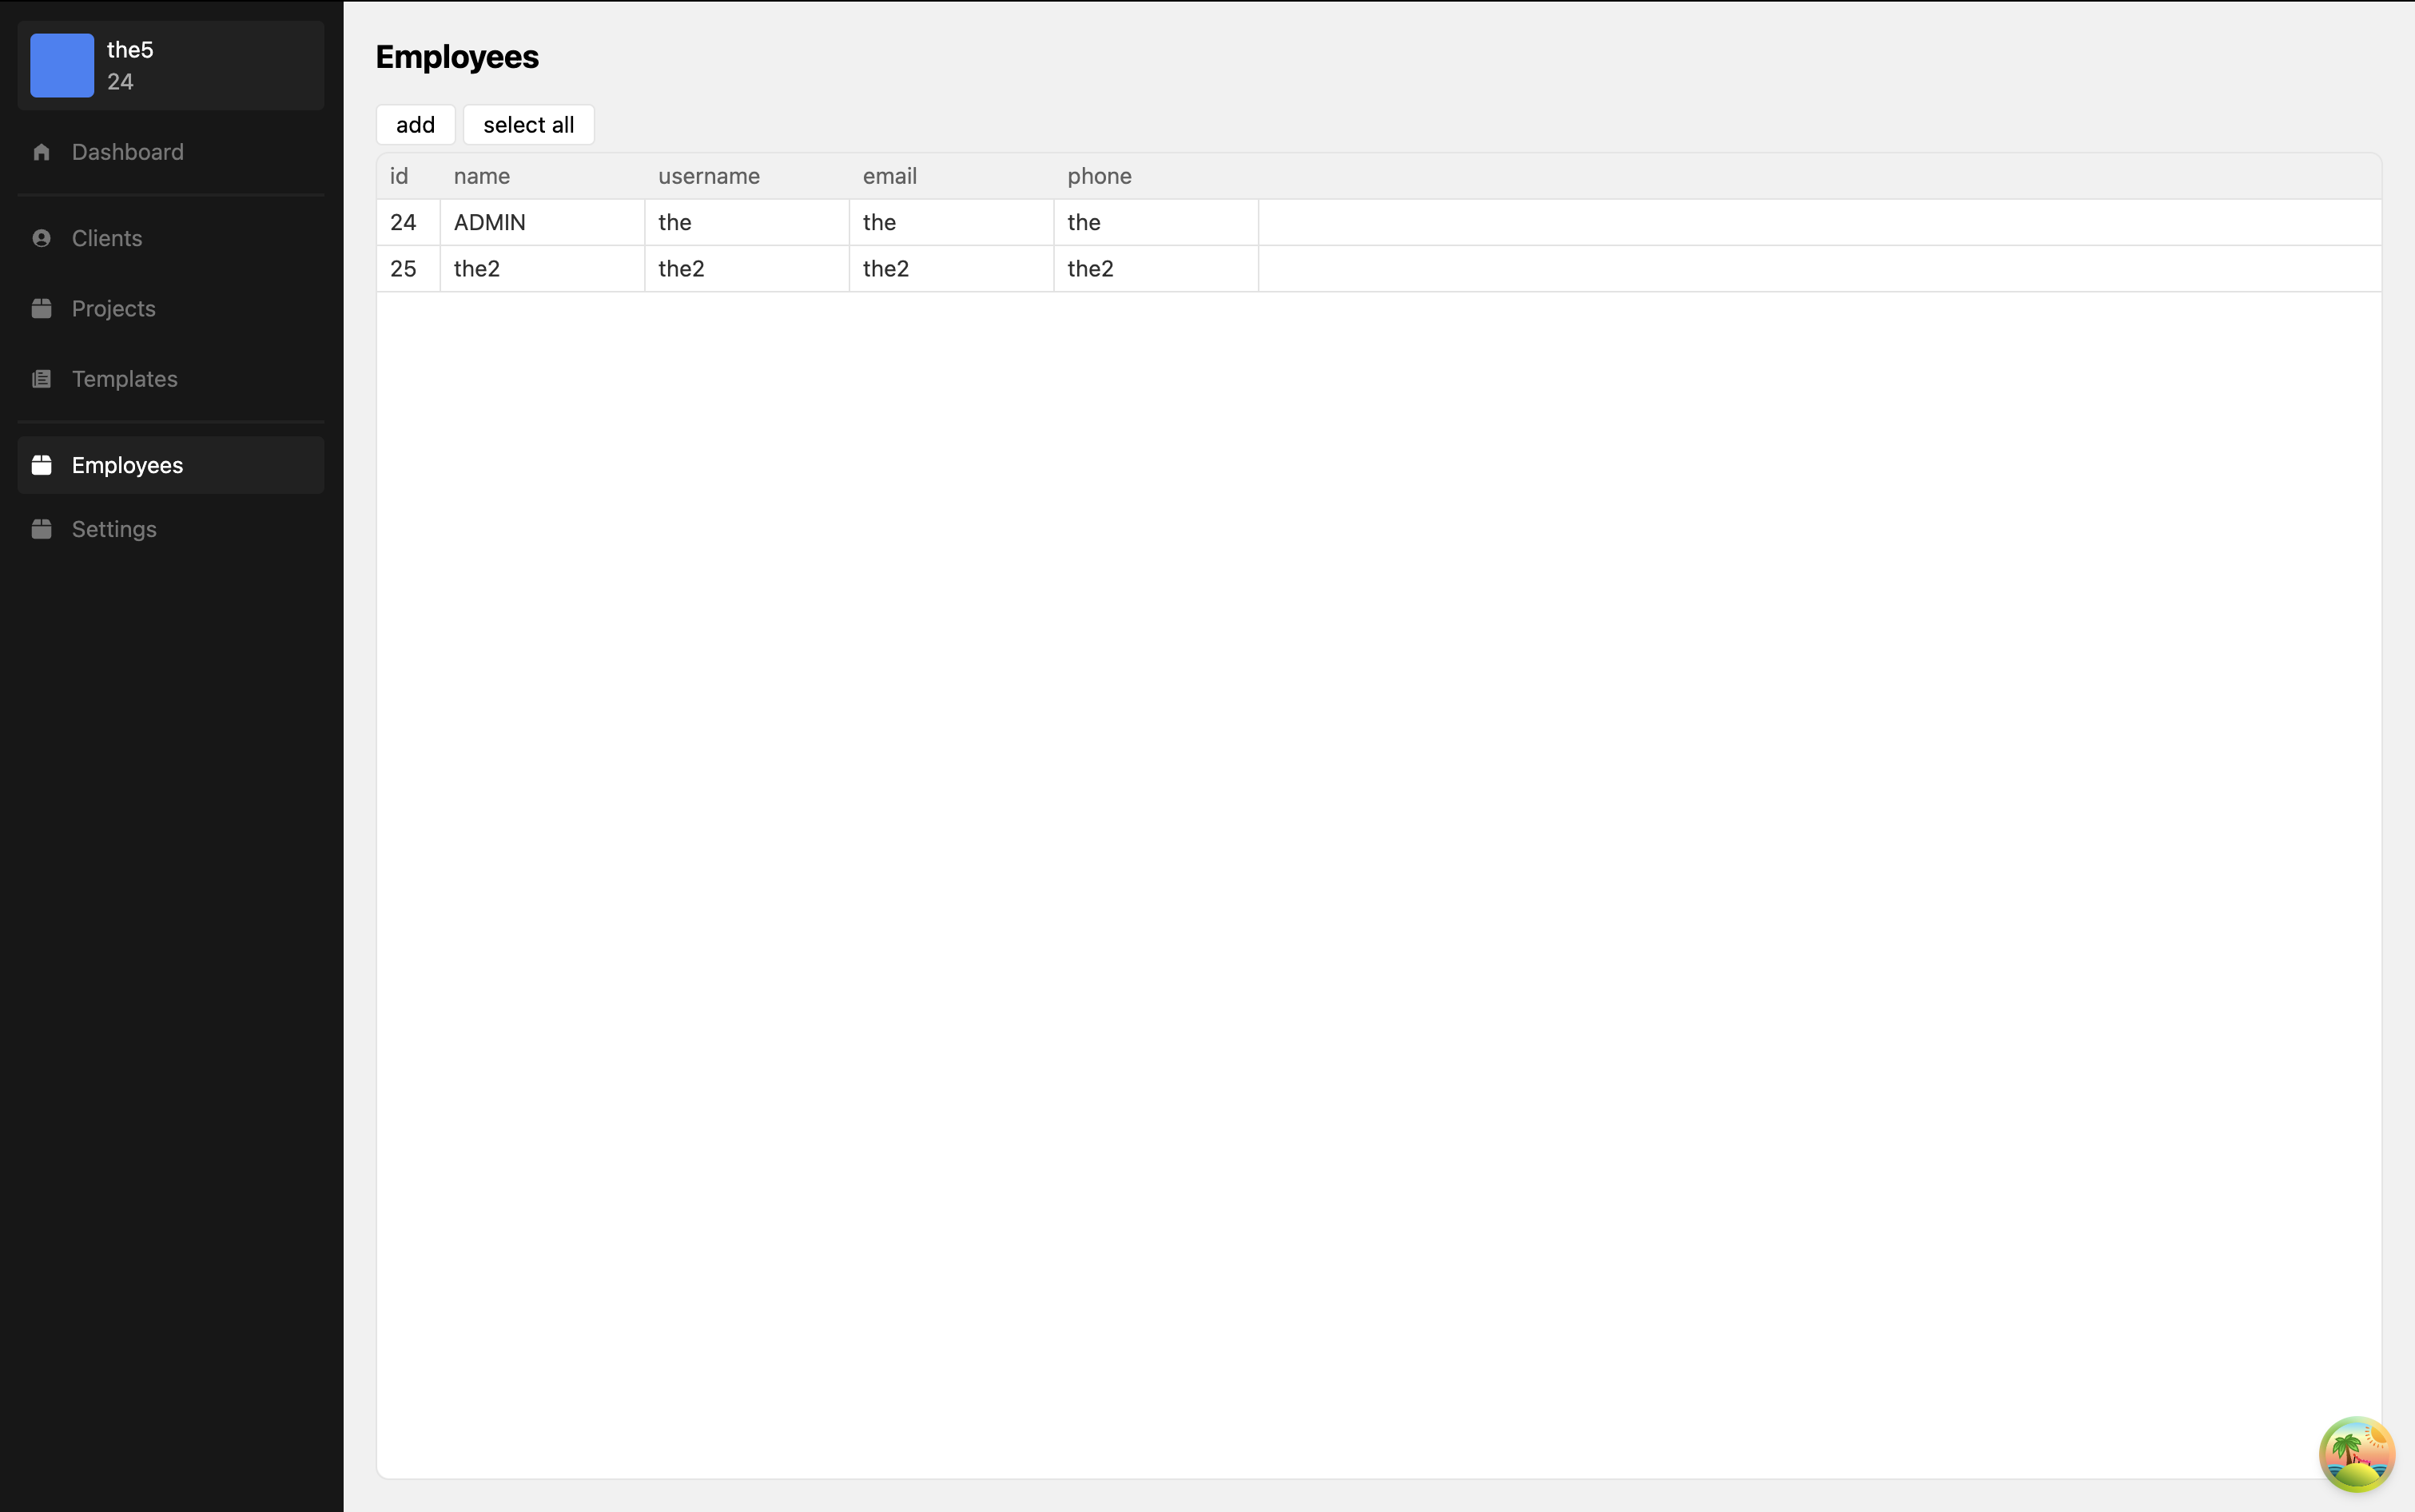 the5
24
Dashboard
Clients
Projects
Templates
Employees
Settings
Employees
add select all
id name username email phone
24 ADMIN the the the
25 the2 the2 the2 the2